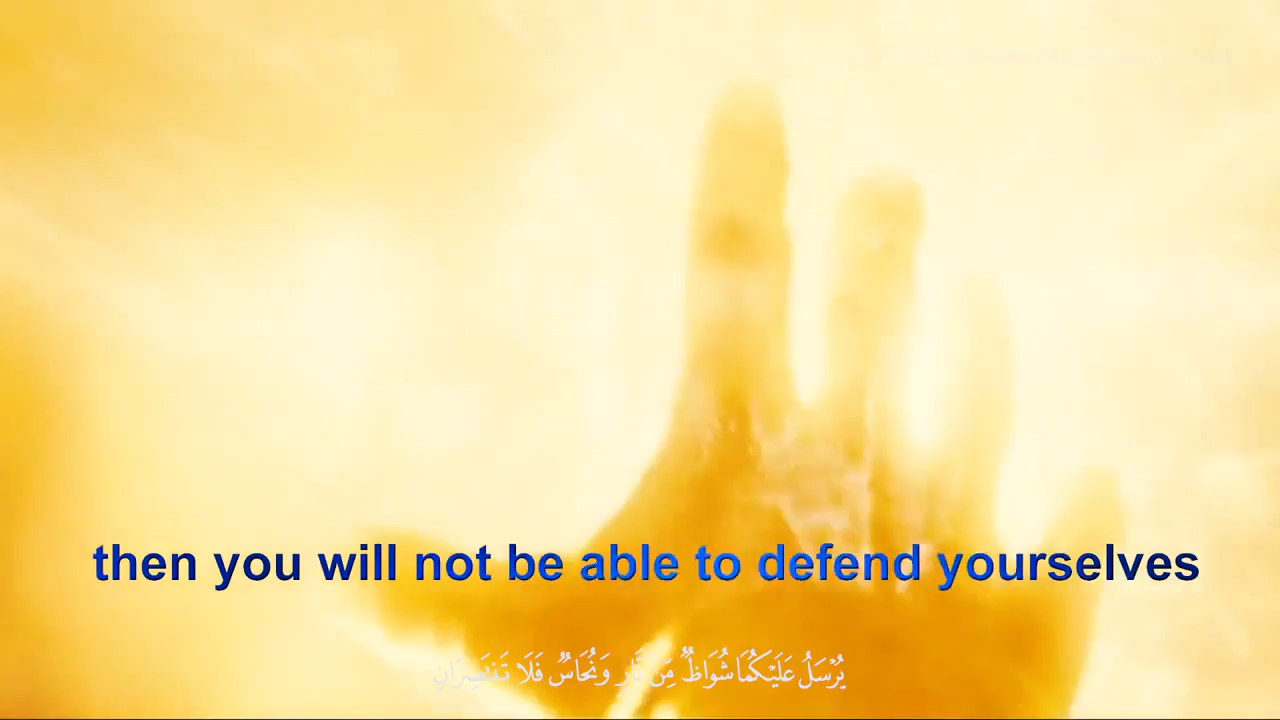 then you will not be able to defend yourselves
يُرْسَلُ عَلَيْكُمَا شُوَاظٌ مِّن نَّارٍ وَنُحَاسٌ فَلَا تَنتَصِرَانِ